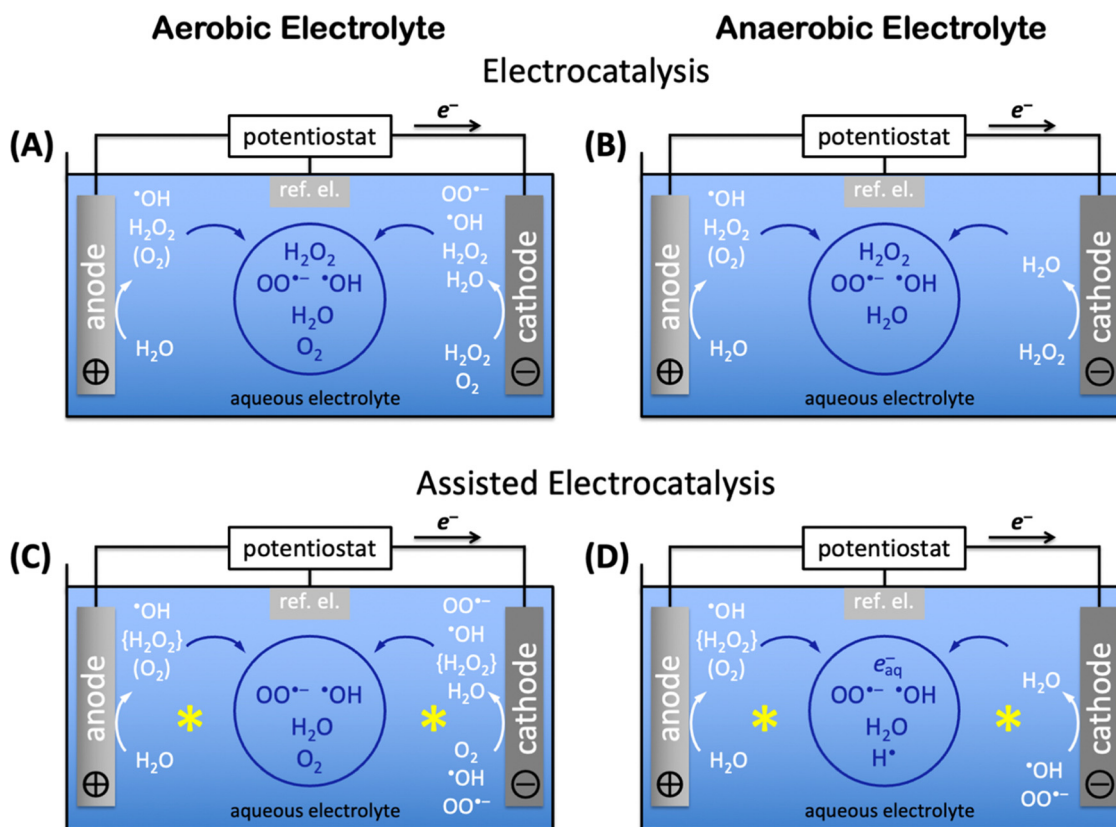 Aerobic Electrolyte
Anaerobic Electrolyte
Electrocatalysis
(A)
potentiostat
e⁻
ref. el.
anode
⊕
•OH
H₂O₂
(O₂)
H₂O
H₂O₂
OO•⁻ •OH
H₂O
O₂
OO•⁻
•OH
H₂O₂
H₂O
H₂O₂
O₂
cathode
⊖
aqueous electrolyte
(B)
potentiostat
e⁻
ref. el.
anode
⊕
•OH
H₂O₂
(O₂)
H₂O
H₂O₂
OO•⁻ •OH
H₂O
H₂O
H₂O₂
cathode
⊖
aqueous electrolyte
Assisted Electrocatalysis
(C)
potentiostat
e⁻
ref. el.
anode
⊕
•OH
{H₂O₂}
(O₂)
H₂O
*
OO•⁻ •OH
H₂O
O₂
*
OO•⁻
•OH
{H₂O₂}
H₂O
O₂
•OH
OO•⁻
cathode
⊖
aqueous electrolyte
(D)
potentiostat
e⁻
ref. el.
anode
⊕
•OH
{H₂O₂}
(O₂)
H₂O
*
e⁻aq
OO•⁻ •OH
H₂O
H•
*
H₂O
•OH
OO•⁻
cathode
⊖
aqueous electrolyte